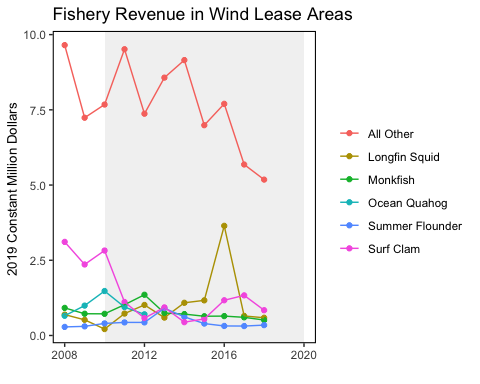 Fishery Revenue in Wind Lease Areas
2019 Constant Million Dollars
10.0
7.5
5.0
2.5
0.0
2008
2012
2016
2020
All Other
Longfin Squid
Monkfish
Ocean Quahog
Summer Flounder
Surf Clam